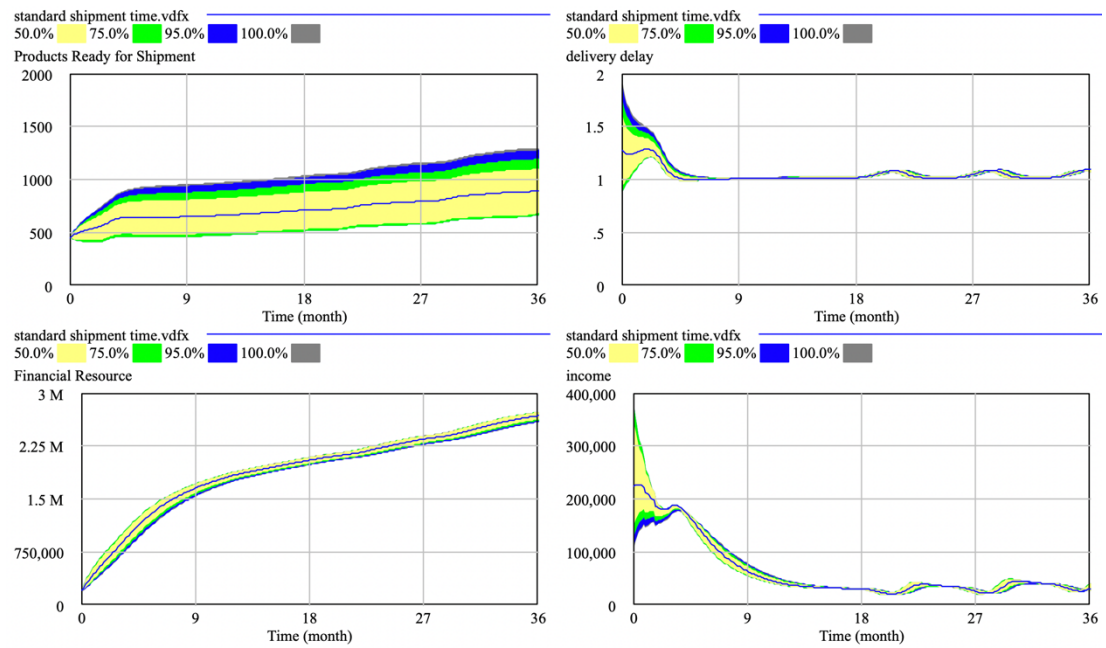 standard shipment time.vdfx
50.0% 75.0% 95.0% 100.0%
Products Ready for Shipment
2000
1500
1000
500
0
0 9 18 27 36
Time (month)
standard shipment time.vdfx
50.0% 75.0% 95.0% 100.0%
delivery delay
2
1.5
1
.5
0
0 9 18 27 36
Time (month)
standard shipment time.vdfx
50.0% 75.0% 95.0% 100.0%
Financial Resource
3 M
2.25 M
1.5 M
750,000
0
0 9 18 27 36
Time (month)
standard shipment time.vdfx
50.0% 75.0% 95.0% 100.0%
income
400,000
300,000
200,000
100,000
0
0 9 18 27 36
Time (month)